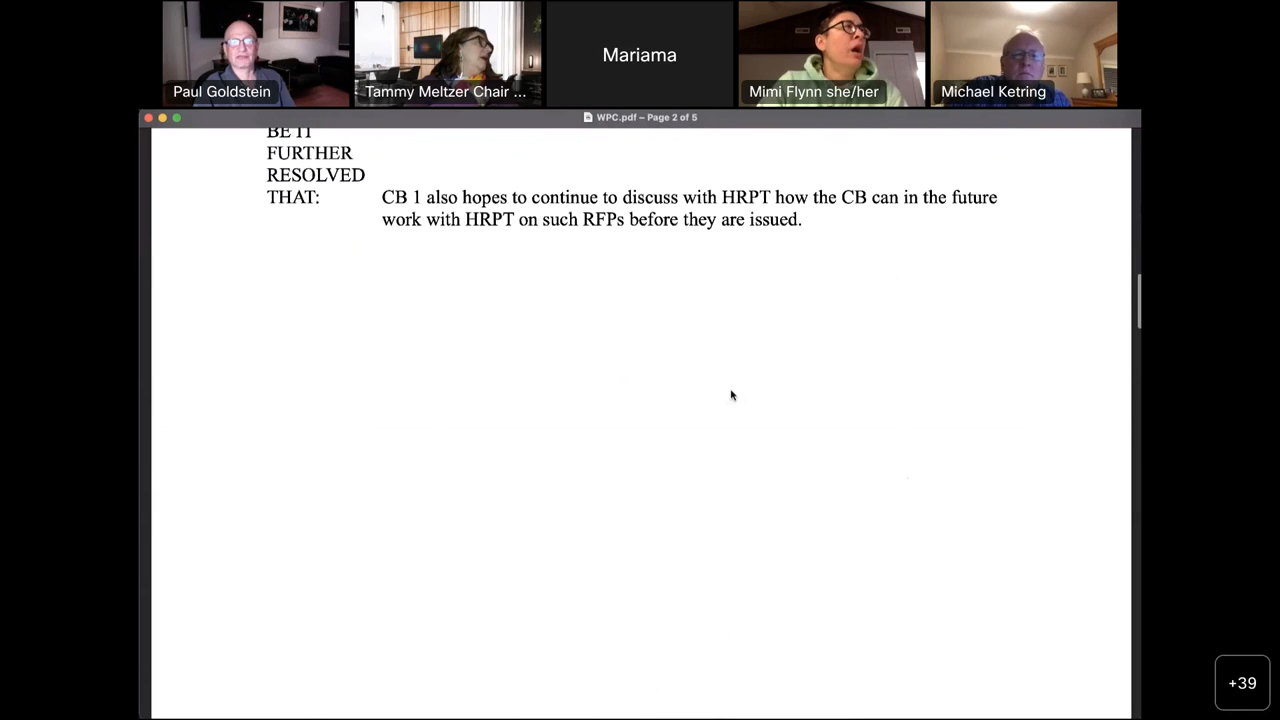 Paul Goldstein
Tammy Meltzer Chair ...
Mariama
Mimi Flynn she/her
Michael Ketring
WPC.pdf – Page 2 of 5
BE IT
FURTHER
RESOLVED
THAT: CB 1 also hopes to continue to discuss with HRPT how the CB can in the future
work with HRPT on such RFPs before they are issued.
+39